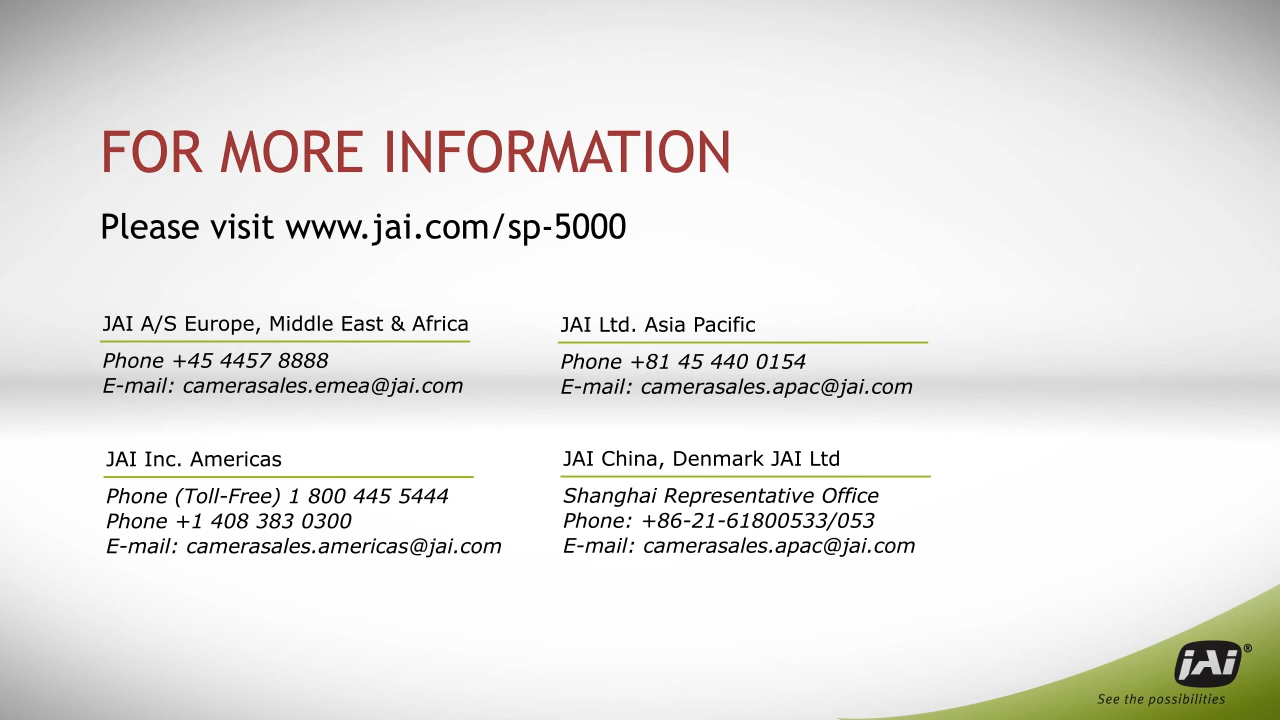 FOR MORE INFORMATION
Please visit www.jai.com/sp-5000
JAI A/S Europe, Middle East & Africa
Phone +45 4457 8888
E-mail: camerasales.emea@jai.com
JAI Ltd. Asia Pacific
Phone +81 45 440 0154
E-mail: camerasales.apac@jai.com
JAI Inc. Americas
Phone (Toll-Free) 1 800 445 5444
Phone +1 408 383 0300
E-mail: camerasales.americas@jai.com
JAI China, Denmark JAI Ltd
Shanghai Representative Office
Phone: +86-21-61800533/053
E-mail: camerasales.apac@jai.com
jAi®
See the possibilities